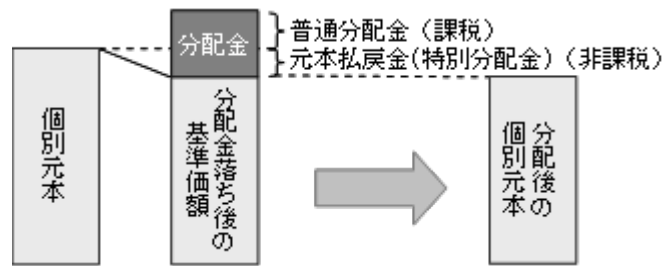 分配金
普通分配金（課税）
元本払戻金(特別分配金)（非課税）
個別元本
分配金落ち後の
基準価額
分配後の
個別元本